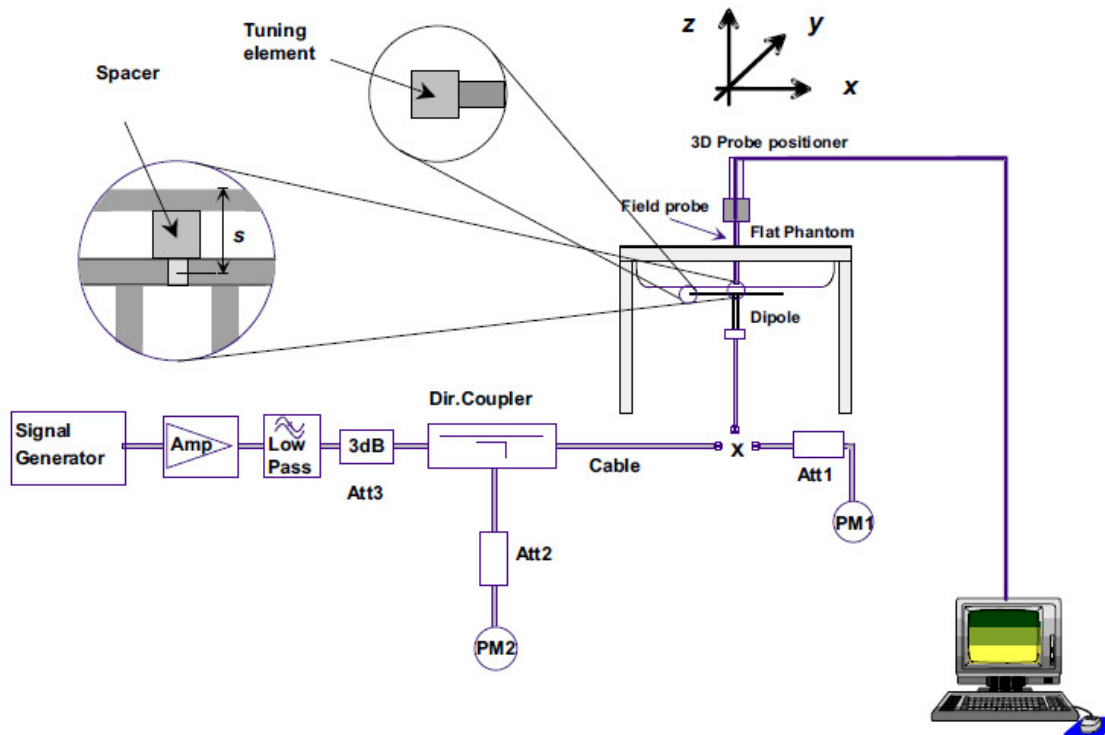 Tuning
element
Spacer
z
y
x
3D Probe positioner
Field probe
Flat Phantom
s
Dipole
Dir.Coupler
Signal
Generator
Amp
Low
Pass
3dB
Att3
Cable
X
Att1
PM1
Att2
PM2